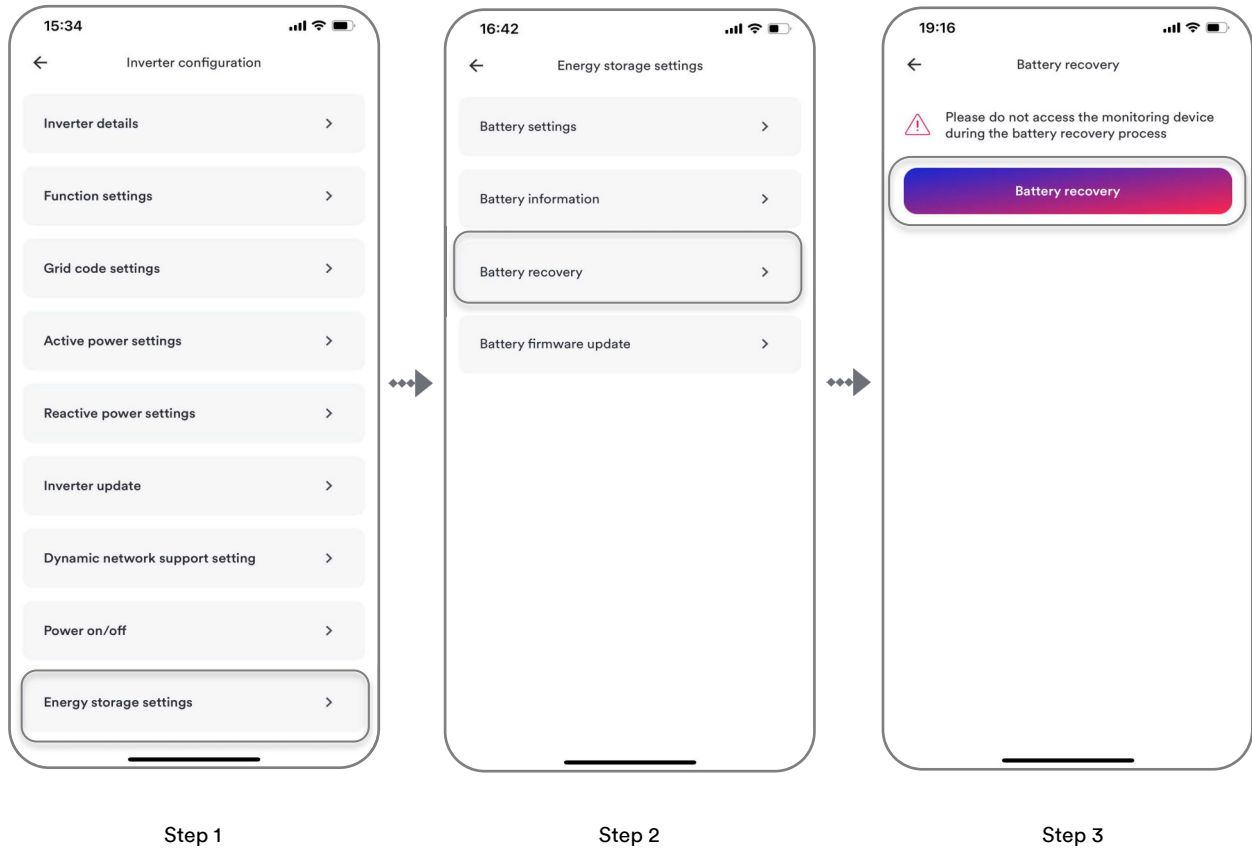 15:34
Inverter configuration
Inverter details
Function settings
Grid code settings
Active power settings
Reactive power settings
Inverter update
Dynamic network support setting
Power on/off
Energy storage settings
Step 1
16:42
Energy storage settings
Battery settings
Battery information
Battery recovery
Battery firmware update
Step 2
19:16
Battery recovery
Please do not access the monitoring device
during the battery recovery process
Battery recovery
Step 3